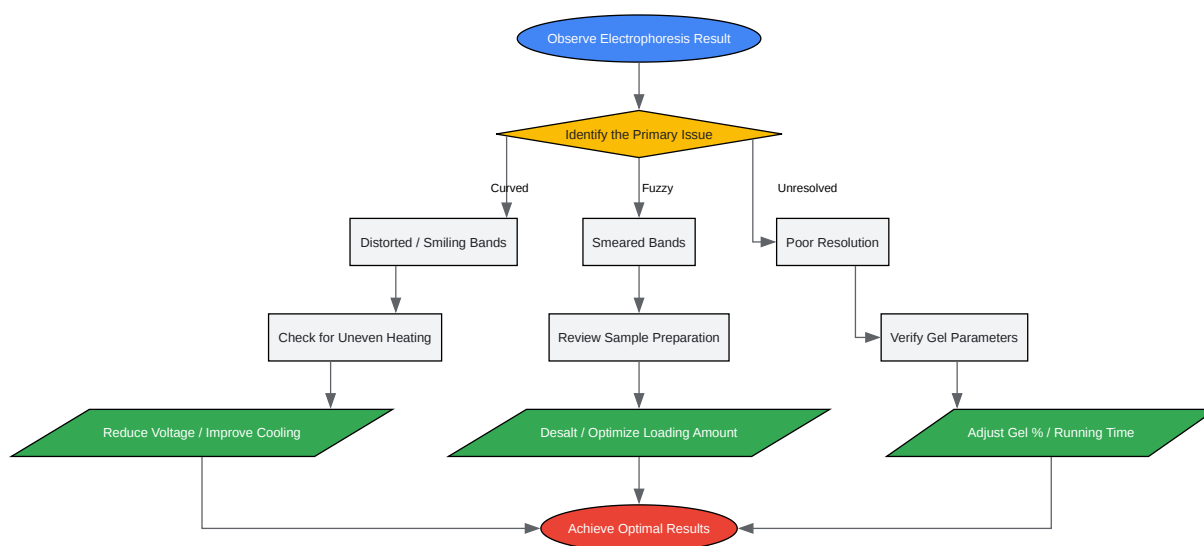 Observe Electrophoresis Result
Identify the Primary Issue
Curved
Fuzzy
Unresolved
Distorted / Smiling Bands
Smeared Bands
Poor Resolution
Check for Uneven Heating
Review Sample Preparation
Verify Gel Parameters
Reduce Voltage / Improve Cooling
Desalt / Optimize Loading Amount
Adjust Gel % / Running Time
Achieve Optimal Results